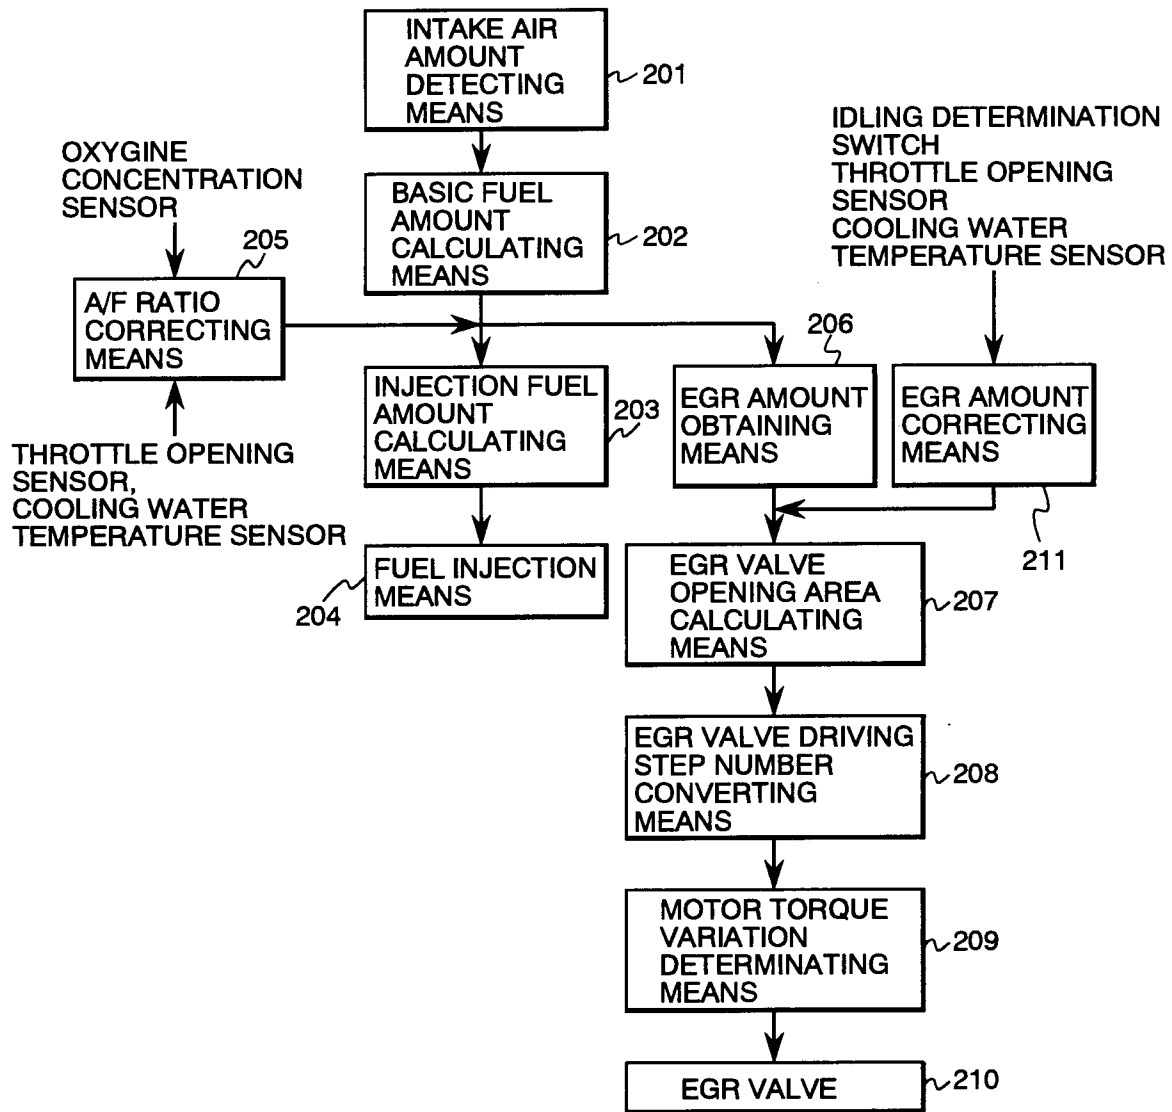 INTAKE AIR
AMOUNT
DETECTING
MEANS
201
BASIC FUEL
AMOUNT
CALCULATING
MEANS
202
OXYGINE
CONCENTRATION
SENSOR
205
A/F RATIO
CORRECTING
MEANS
THROTTLE OPENING
SENSOR,
COOLING WATER
TEMPERATURE SENSOR
INJECTION FUEL
AMOUNT
CALCULATING
MEANS
203
FUEL INJECTION
MEANS
204
IDLING DETERMINATION
SWITCH
THROTTLE OPENING
SENSOR
COOLING WATER
TEMPERATURE SENSOR
206
EGR AMOUNT
OBTAINING
MEANS
EGR AMOUNT
CORRECTING
MEANS
211
EGR VALVE
OPENING AREA
CALCULATING
MEANS
207
EGR VALVE DRIVING
STEP NUMBER
CONVERTING
MEANS
208
MOTOR TORQUE
VARIATION
DETERMINATING
MEANS
209
EGR VALVE
210